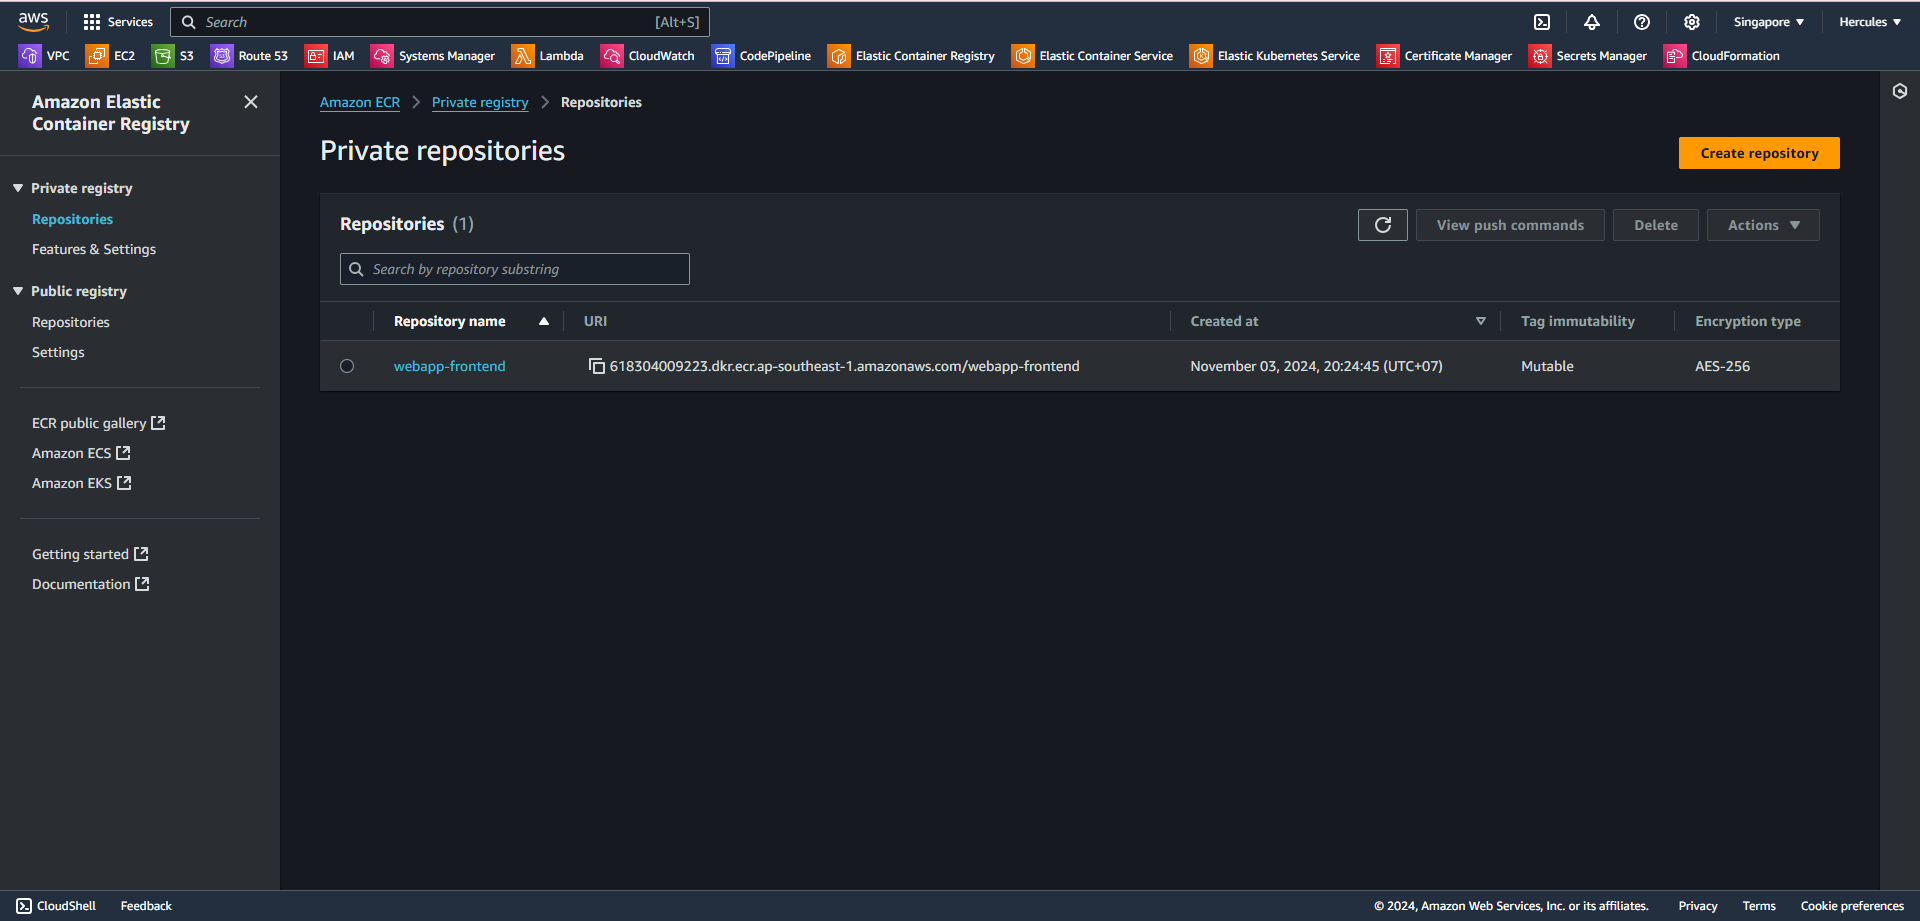 aws Services Search [Alt+S] Singapore Hercules
VPC EC2 S3 Route 53 IAM Systems Manager Lambda CloudWatch CodePipeline Elastic Container Registry Elastic Container Service Elastic Kubernetes Service Certificate Manager Secrets Manager CloudFormation
Amazon Elastic
Container Registry
Private registry
Repositories
Features & Settings
Public registry
Repositories
Settings
ECR public gallery
Amazon ECS
Amazon EKS
Getting started
Documentation
Amazon ECR Private registry Repositories
Private repositories
Create repository
Repositories (1)
View push commands Delete Actions
Search by repository substring
Repository name URI Created at Tag immutability Encryption type
webapp-frontend 618304009223.dkr.ecr.ap-southeast-1.amazonaws.com/webapp-frontend November 03, 2024, 20:24:45 (UTC+07) Mutable AES-256
CloudShell Feedback © 2024, Amazon Web Services, Inc. or its affiliates. Privacy Terms Cookie preferences